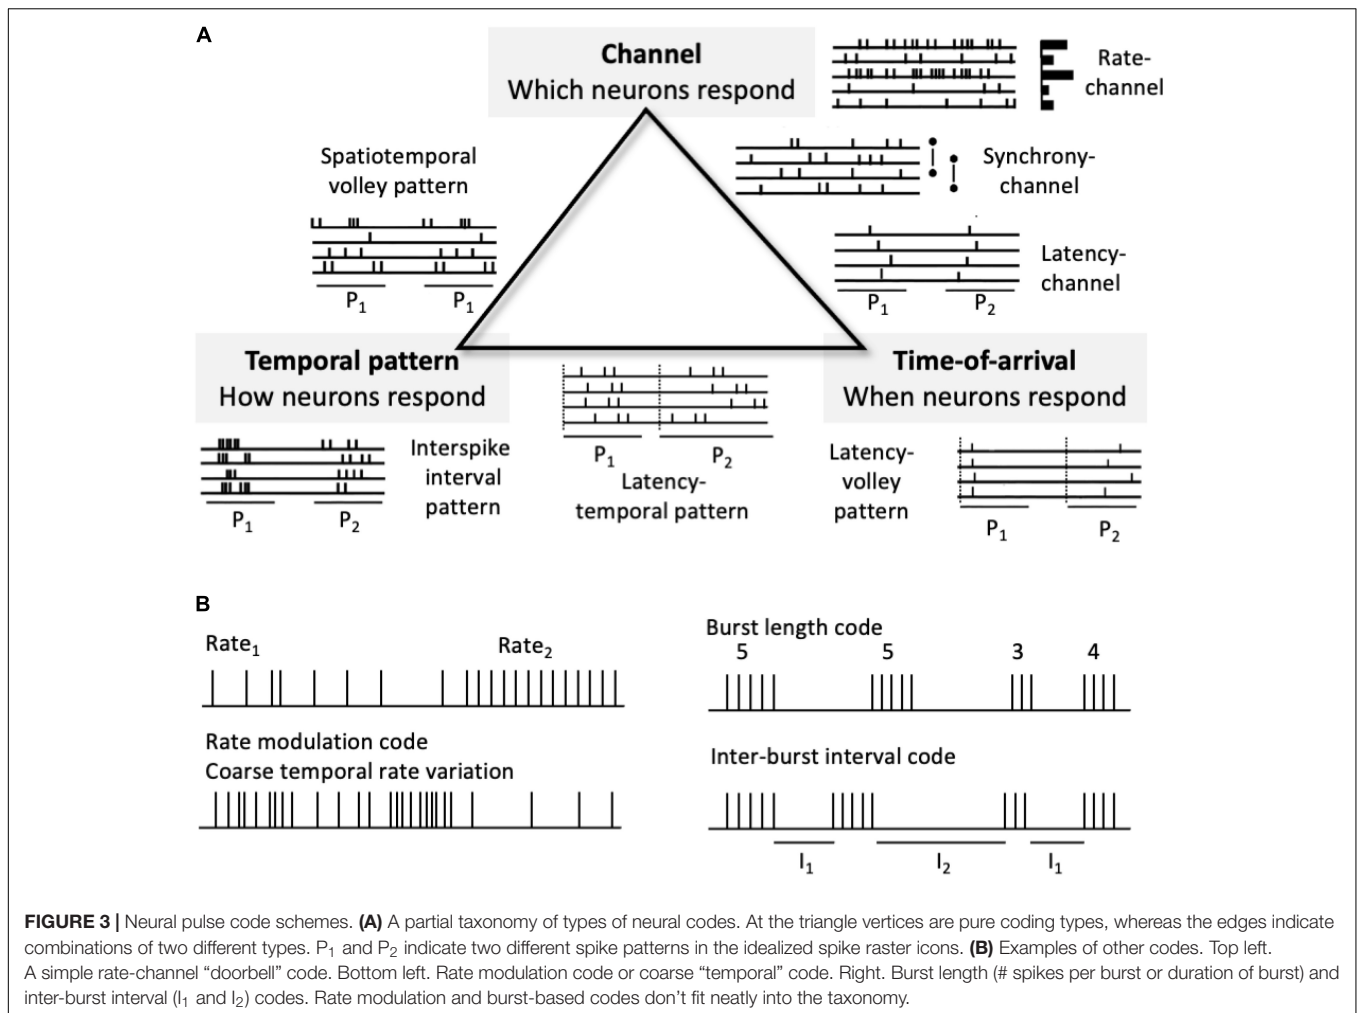 A
Channel
Which neurons respond
Rate-
channel
Spatiotemporal
volley pattern
Synchrony-
channel
Latency-
channel
P1
P1
P1
P2
Temporal pattern
How neurons respond
Time-of-arrival
When neurons respond
Interspike
interval
pattern
P1
P2
P1
P2
Latency-
temporal pattern
Latency-
volley
pattern
P1
P2
B
Rate1
Rate2
Burst length code
5
5
3
4
Rate modulation code
Coarse temporal rate variation
Inter-burst interval code
I1
I2
I1
FIGURE 3 | Neural pulse code schemes. (A) A partial taxonomy of types of neural codes. At the triangle vertices are pure coding types, whereas the edges indicate
combinations of two different types. P1 and P2 indicate two different spike patterns in the idealized spike raster icons. (B) Examples of other codes. Top left.
A simple rate-channel “doorbell” code. Bottom left. Rate modulation code or coarse “temporal” code. Right. Burst length (# spikes per burst or duration of burst) and
inter-burst interval (I1 and I2) codes. Rate modulation and burst-based codes don’t fit neatly into the taxonomy.